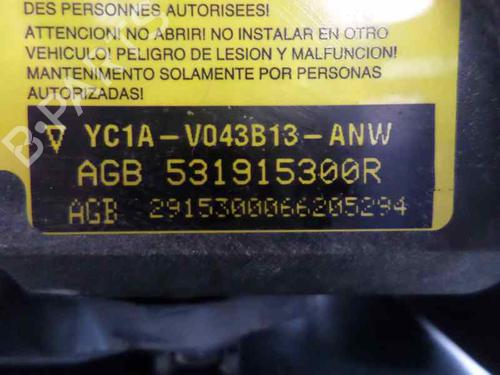 DES PERSONNES AUTORISEES!
ATTENCION! NO ABRIR! NO INSTALAR EN OTRO
VEHICULO! PELIGRO DE LESION Y MALFUNCION!
MANTENIMENTO SOLAMENTE POR PERSONAS
AUTORIZADAS!
YC1A-V043B13-ANW
AGB 531915300R
AGB 2915300066205294
B-PARTS